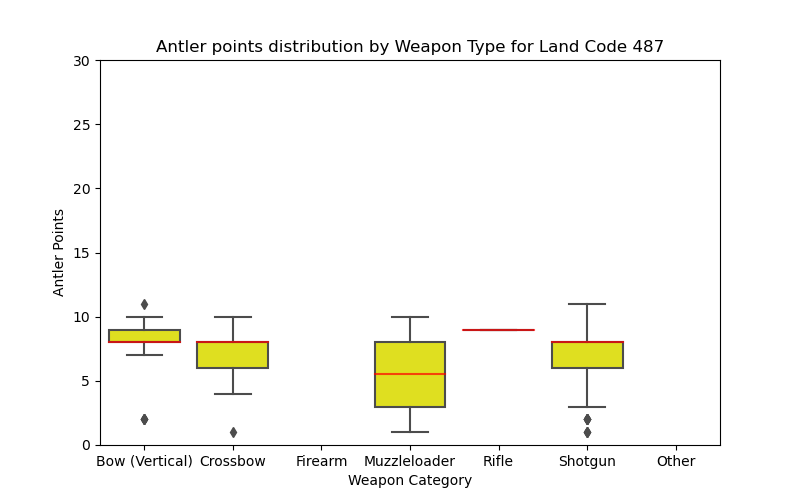 Antler points distribution by Weapon Type for Land Code 487
30
25
20
15
10
5
0
Antler Points
Bow (Vertical) Crossbow Firearm Muzzleloader Rifle Shotgun Other
Weapon Category